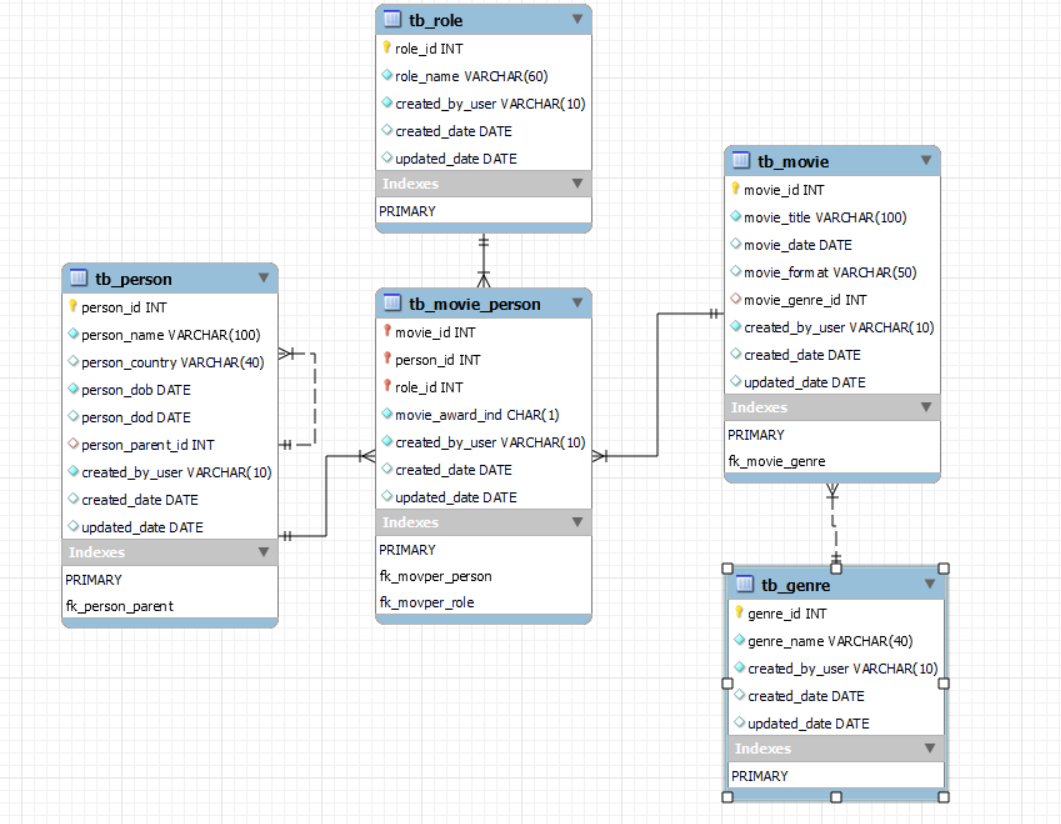 tb_role
role_id INT
role_name VARCHAR(60)
created_by_user VARCHAR(10)
created_date DATE
updated_date DATE
Indexes
PRIMARY
tb_person
person_id INT
person_name VARCHAR(100)
person_country VARCHAR(40)
person_dob DATE
person_dod DATE
person_parent_id INT
created_by_user VARCHAR(10)
created_date DATE
updated_date DATE
Indexes
PRIMARY
fk_person_parent
tb_movie_person
movie_id INT
person_id INT
role_id INT
movie_award_ind CHAR(1)
created_by_user VARCHAR(10)
created_date DATE
updated_date DATE
Indexes
PRIMARY
fk_movper_person
fk_movper_role
tb_movie
movie_id INT
movie_title VARCHAR(100)
movie_date DATE
movie_format VARCHAR(50)
movie_genre_id INT
created_by_user VARCHAR(10)
created_date DATE
updated_date DATE
Indexes
PRIMARY
fk_movie_genre
tb_genre
genre_id INT
genre_name VARCHAR(40)
created_by_user VARCHAR(10)
created_date DATE
updated_date DATE
Indexes
PRIMARY